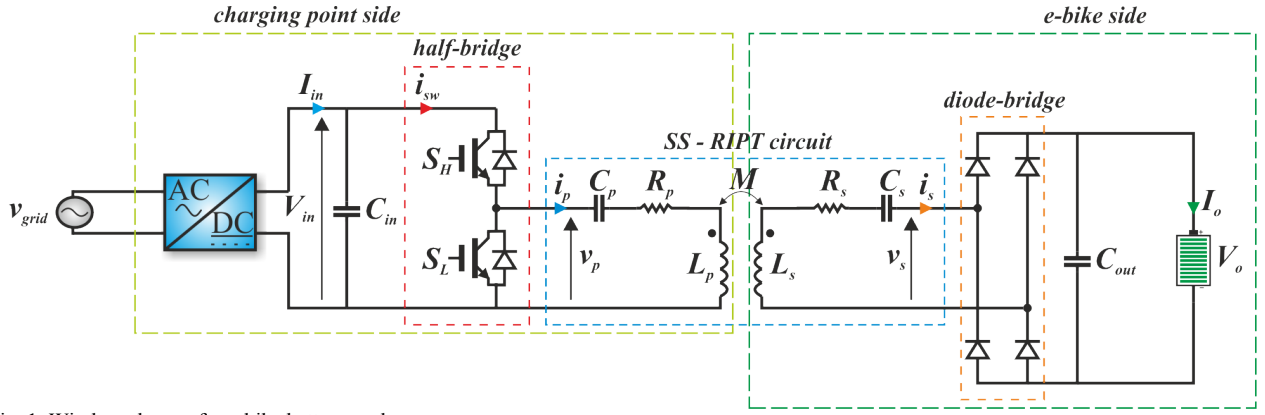 charging point side
e-bike side
half-bridge
I_in
i_sw
diode-bridge
SS - RIPT circuit
S_H
i_p
C_p
R_p
M
R_s
C_s
i_s
I_o
AC
DC
v_grid
V_in
C_in
S_L
v_p
L_p
L_s
v_s
C_out
V_o